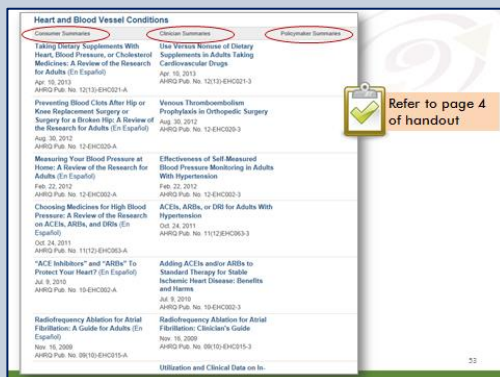 Heart and Blood Vessel Conditions
Consumer Summaries
Clinician Summaries
Policymaker Summaries
Taking Dietary Supplements With
Heart, Blood Pressure, or Cholesterol
Medicines: A Review of the Research
for Adults (En Español)
Apr. 10, 2013
AHRQ Pub. No. 12(13)-EHC021-A
Use Versus Nonuse of Dietary
Supplements in Adults Taking
Cardiovascular Drugs
Apr. 10, 2013
AHRQ Pub. No. 12(13)-EHC021-3
Preventing Blood Clots After Hip or
Knee Replacement Surgery or
Surgery for a Broken Hip: A Review of
the Research for Adults (En Español)
Aug. 30, 2012
AHRQ Pub. No. 12-EHC020-A
Venous Thromboembolism
Prophylaxis in Orthopedic Surgery
Aug. 30, 2012
AHRQ Pub. No. 12-EHC020-3
Measuring Your Blood Pressure at
Home: A Review of the Research for
Adults (En Español)
Feb. 22, 2012
AHRQ Pub. No. 12-EHC002-A
Effectiveness of Self-Measured
Blood Pressure Monitoring in Adults
With Hypertension
Feb. 22, 2012
AHRQ Pub. No. 12-EHC002-3
Choosing Medicines for High Blood
Pressure: A Review of the Research
on ACEIs, ARBs, and DRIs (En
Español)
Oct. 24, 2011
AHRQ Pub. No. 11(12)-EHC063-A
ACEIs, ARBs, or DRI for Adults With
Hypertension
Oct. 24, 2011
AHRQ Pub. No. 11(12)EHC063-3
"ACE Inhibitors" and "ARBs" To
Protect Your Heart? (En Español)
Jul. 9, 2010
AHRQ Pub. No. 10-EHC002-A
Adding ACEIs and/or ARBs to
Standard Therapy for Stable
Ischemic Heart Disease: Benefits
and Harms
Jul. 9, 2010
AHRQ Pub. No. 10-EHC002-3
Radiofrequency Ablation for Atrial
Fibrillation: A Guide for Adults (En
Español)
Nov. 16, 2009
AHRQ Pub. No. 09(10)-EHC015-A
Radiofrequency Ablation for Atrial
Fibrillation: Clinician's Guide
Nov. 16, 2009
AHRQ Pub. No. 09(10)-EHC015-3
Utilization and Clinical Data on In-
Refer to page 4
of handout
53